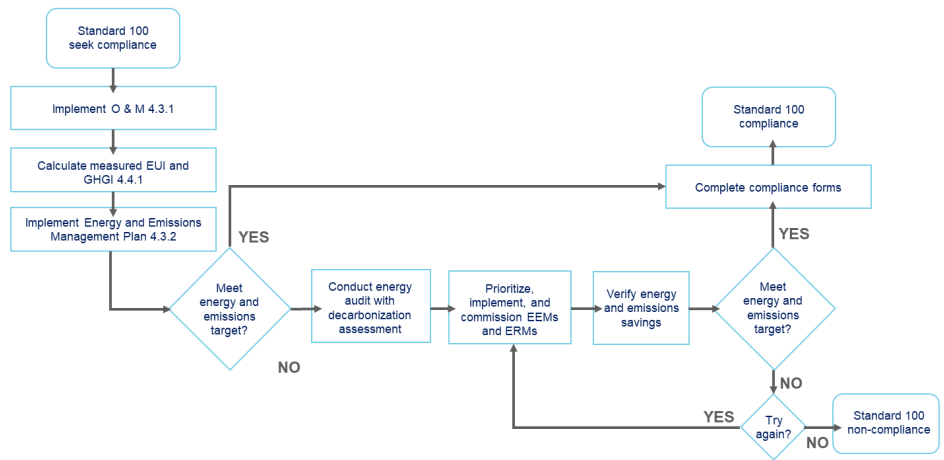 Standard 100
seek compliance
Implement O & M 4.3.1
Calculate measured EUI and
GHGI 4.4.1
Implement Energy and Emissions
Management Plan 4.3.2
Meet
energy and
emissions
target?
YES
NO
Conduct energy
audit with
decarbonization
assessment
Prioritize,
implement, and
commission EEMs
and ERMs
Verify energy
and emissions
savings
Meet
energy and
emissions
target?
YES
Complete compliance forms
Standard 100
compliance
NO
Try
again?
YES
NO
Standard 100
non-compliance